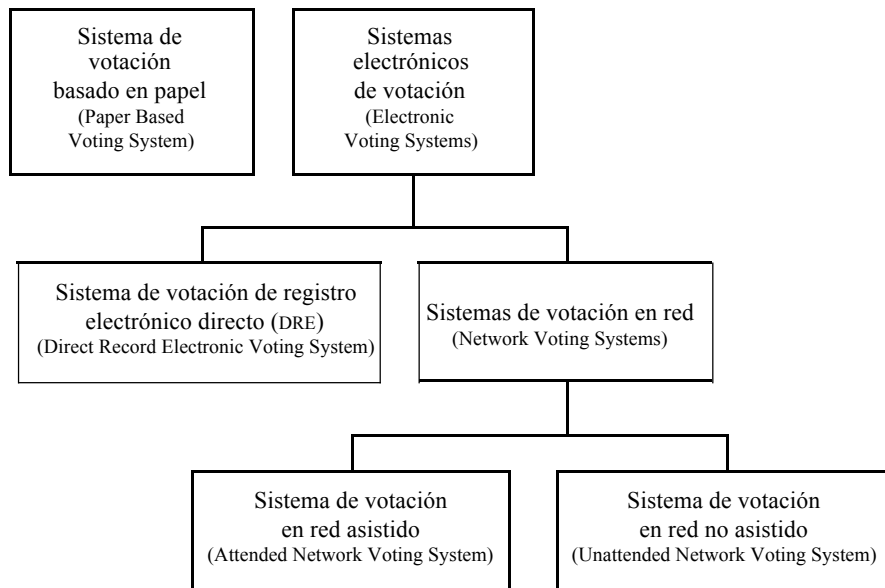 Sistema de
votación
basado en papel
(Paper Based
Voting System)
Sistemas
electrónicos
de votación
(Electronic
Voting Systems)
Sistema de votación de registro
electrónico directo (DRE)
(Direct Record Electronic Voting System)
Sistemas de votación en red
(Network Voting Systems)
Sistema de votación
en red asistido
(Attended Network Voting System)
Sistema de votación
en red no asistido
(Unattended Network Voting System)